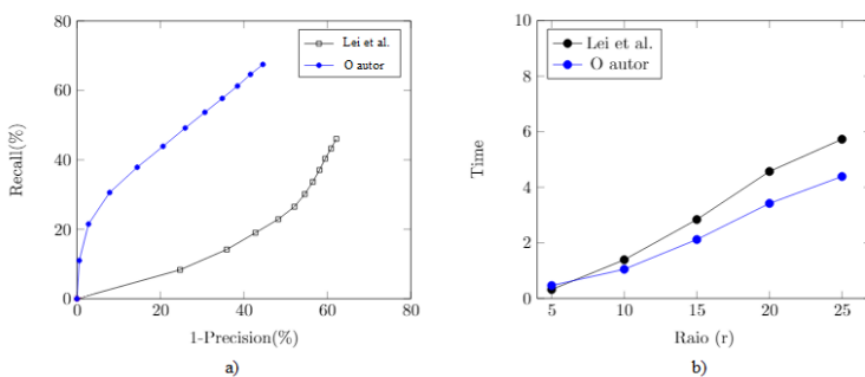 80
60
40
20
0
Recall(%)
Lei et al.
O autor
0
20
40
60
80
1-Precision(%)
a)
10
8
6
4
2
0
Time
Lei et al.
O autor
5
10
15
20
25
Raio (r)
b)